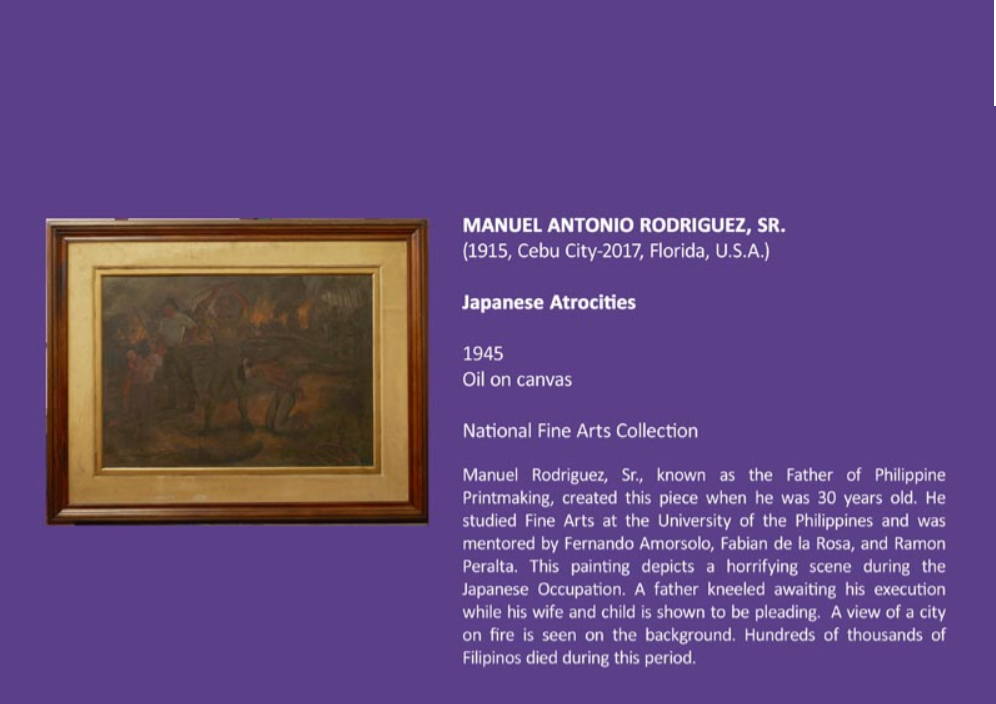 MANUEL ANTONIO RODRIGUEZ, SR.
(1915, Cebu City-2017, Florida, U.S.A.)
Japanese Atrocities
1945
Oil on canvas
National Fine Arts Collection
Manuel Rodriguez, Sr., known as the Father of Philippine
Printmaking, created this piece when he was 30 years old. He
studied Fine Arts at the University of the Philippines and was
mentored by Fernando Amorsolo, Fabian de la Rosa, and Ramon
Peralta. This painting depicts a horrifying scene during the
Japanese Occupation. A father kneeled awaiting his execution
while his wife and child is shown to be pleading. A view of a city
on fire is seen on the background. Hundreds of thousands of
Filipinos died during this period.